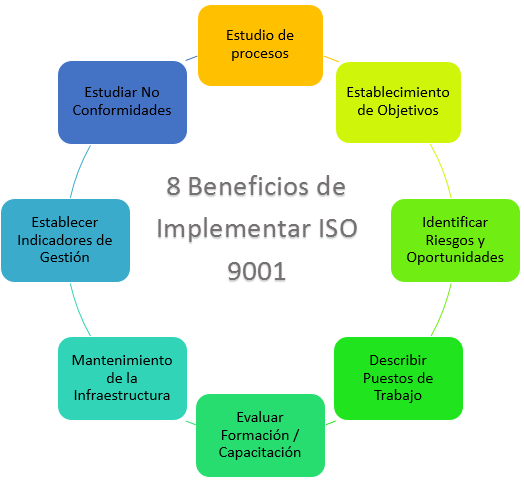 Estudio de
procesos
Establecimiento
de Objetivos
Identificar
Riesgos y
Oportunidades
Describir
Puestos de
Trabajo
Evaluar
Formación /
Capacitación
Mantenimiento
de la
Infraestructura
Establecer
Indicadores de
Gestión
Estudiar No
Conformidades
8 Beneficios de
Implementar ISO
9001